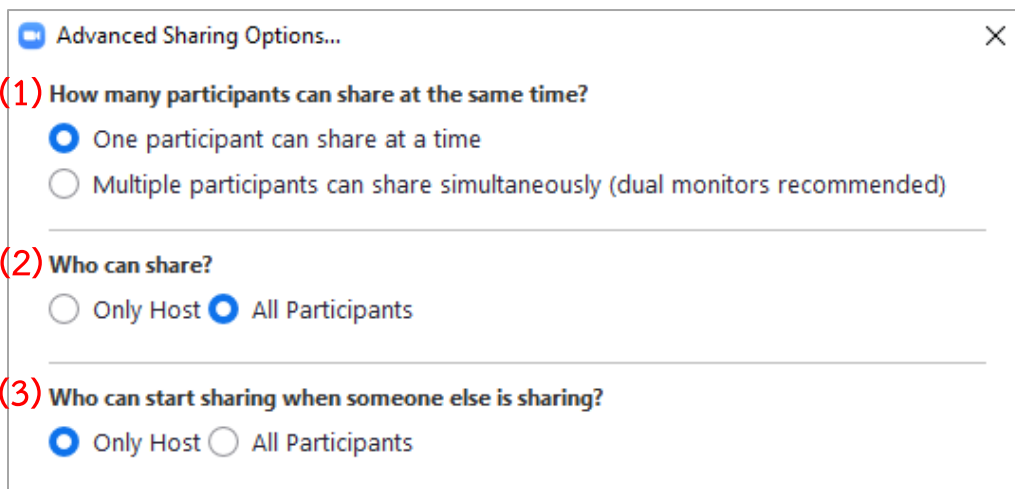 Advanced Sharing Options...
(1) How many participants can share at the same time?
One participant can share at a time
Multiple participants can share simultaneously (dual monitors recommended)
(2) Who can share?
Only Host All Participants
(3) Who can start sharing when someone else is sharing?
Only Host All Participants